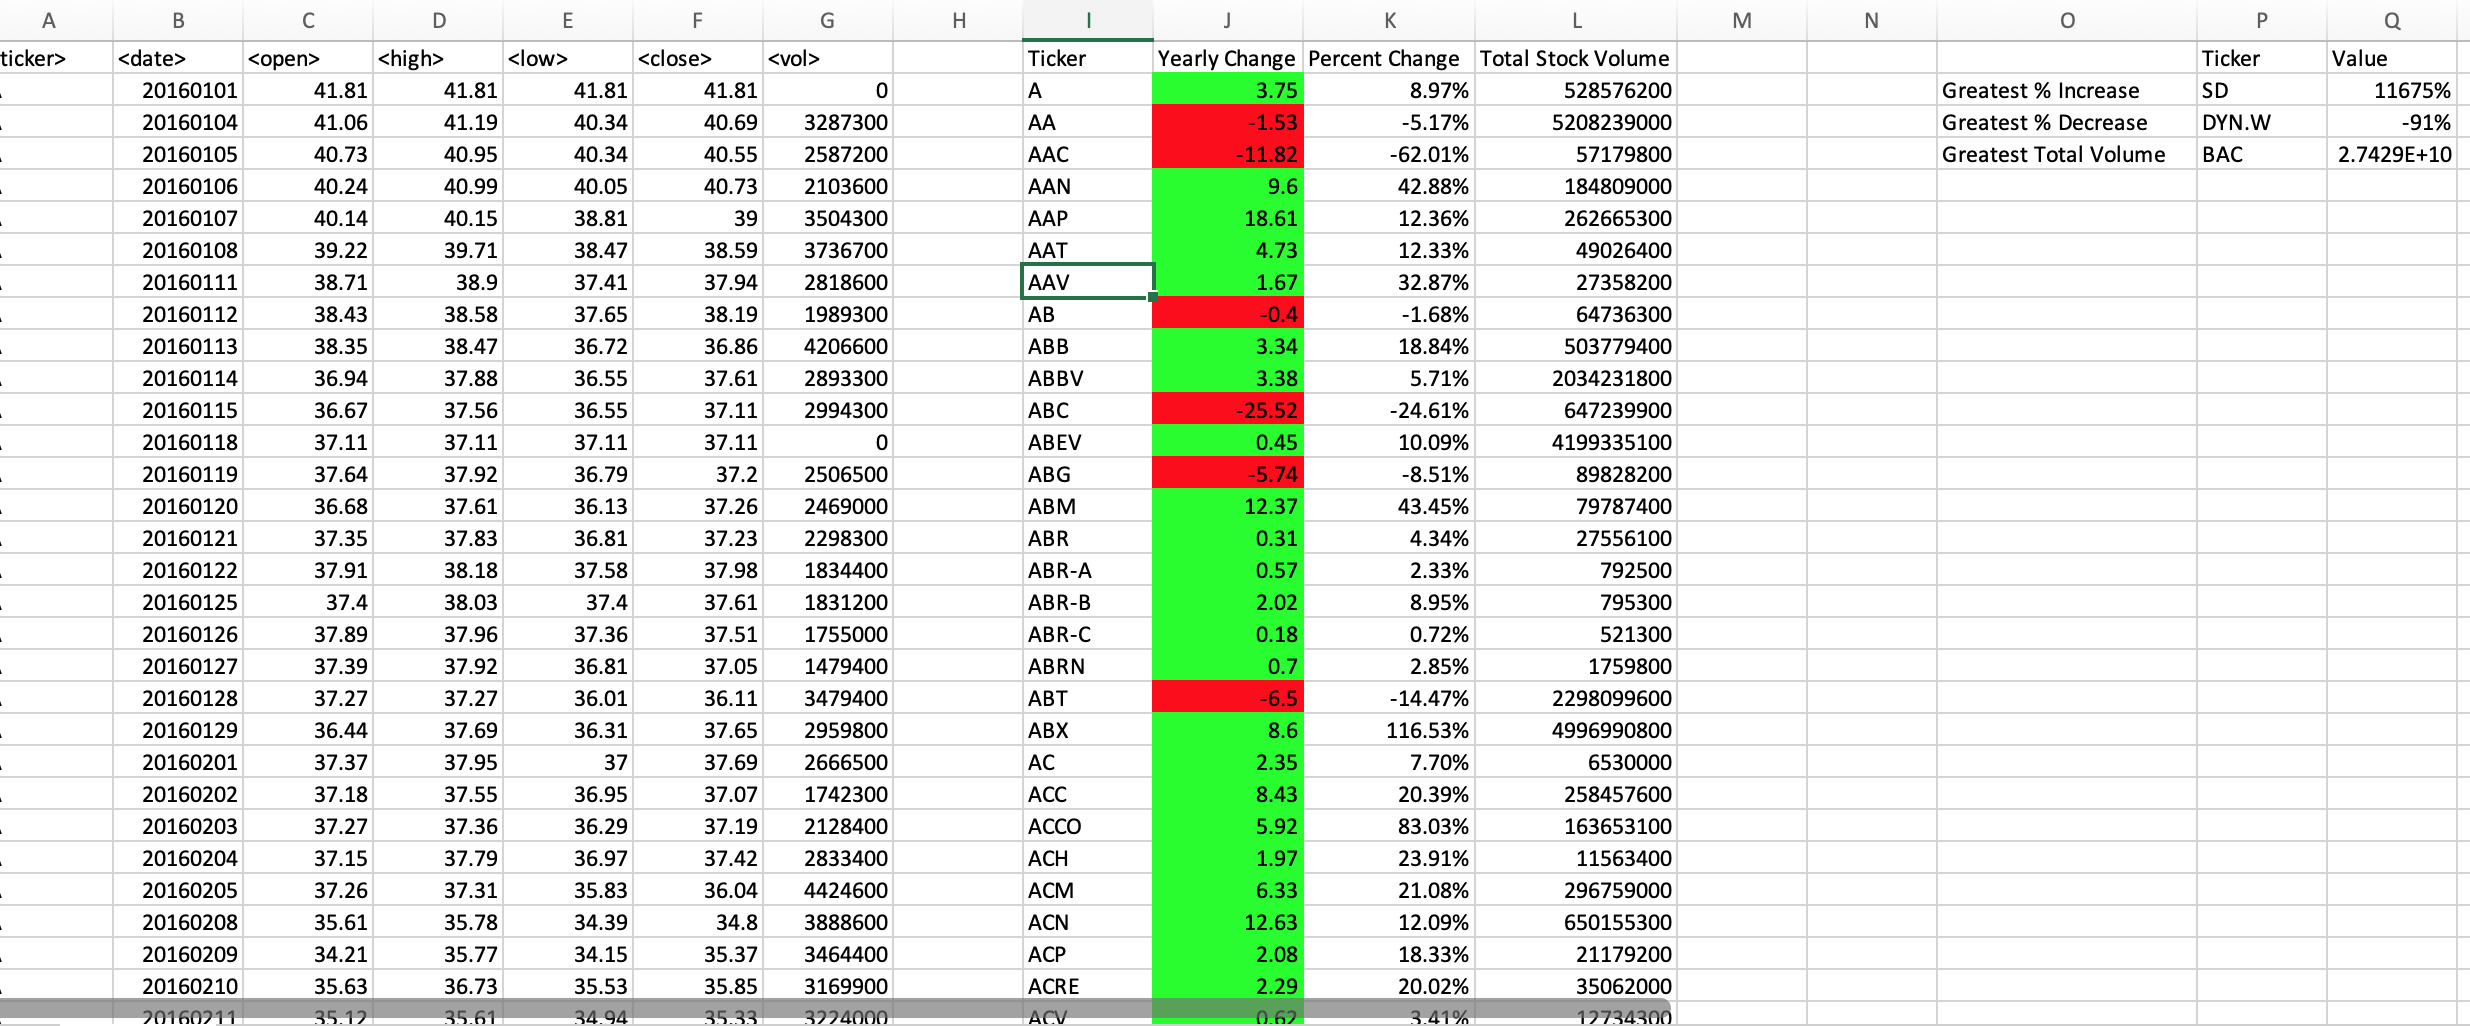 A B C D E F G H I J K L M N O P Q
ticker> <date> <open> <high> <low> <close> <vol> Ticker Yearly Change Percent Change Total Stock Volume Ticker Value
20160101 41.81 41.81 41.81 41.81 0 A 3.75 8.97% 528576200 Greatest % Increase SD 11675%
20160104 41.06 41.19 40.34 40.69 3287300 AA -1.53 -5.17% 5208239000 Greatest % Decrease DYN.W -91%
20160105 40.73 40.95 40.34 40.55 2587200 AAC -11.82 -62.01% 57179800 Greatest Total Volume BAC 2.7429E+10
20160106 40.24 40.99 40.05 40.73 2103600 AAN 9.6 42.88% 184809000
20160107 40.14 40.15 38.81 39 3504300 AAP 18.61 12.36% 262665300
20160108 39.22 39.71 38.47 38.59 3736700 AAT 4.73 12.33% 49026400
20160111 38.71 38.9 37.41 37.94 2818600 AAV 1.67 32.87% 27358200
20160112 38.43 38.58 37.65 38.19 1989300 AB -0.4 -1.68% 64736300
20160113 38.35 38.47 36.72 36.86 4206600 ABB 3.34 18.84% 503779400
20160114 36.94 37.88 36.55 37.61 2893300 ABBV 3.38 5.71% 2034231800
20160115 36.67 37.56 36.55 37.11 2994300 ABC -25.52 -24.61% 647239900
20160118 37.11 37.11 37.11 37.11 0 ABEV 0.45 10.09% 4199335100
20160119 37.64 37.92 36.79 37.2 2506500 ABG -5.74 -8.51% 89828200
20160120 36.68 37.61 36.13 37.26 2469000 ABM 12.37 43.45% 79787400
20160121 37.35 37.83 36.81 37.23 2298300 ABR 0.31 4.34% 27556100
20160122 37.91 38.18 37.58 37.98 1834400 ABR-A 0.57 2.33% 792500
20160125 37.4 38.03 37.4 37.61 1831200 ABR-B 2.02 8.95% 795300
20160126 37.89 37.96 37.36 37.51 1755000 ABR-C 0.18 0.72% 521300
20160127 37.39 37.92 36.81 37.05 1479400 ABRN 0.7 2.85% 1759800
20160128 37.27 37.27 36.01 36.11 3479400 ABT -6.5 -14.47% 2298099600
20160129 36.44 37.69 36.31 37.65 2959800 ABX 8.6 116.53% 4996990800
20160201 37.37 37.95 37 37.69 2666500 AC 2.35 7.70% 6530000
20160202 37.18 37.55 36.95 37.07 1742300 ACC 8.43 20.39% 258457600
20160203 37.27 37.36 36.29 37.19 2128400 ACCO 5.92 83.03% 163653100
20160204 37.15 37.79 36.97 37.42 2833400 ACH 1.97 23.91% 11563400
20160205 37.26 37.31 35.83 36.04 4424600 ACM 6.33 21.08% 296759000
20160208 35.61 35.78 34.39 34.8 3888600 ACN 12.63 12.09% 650155300
20160209 34.21 35.77 34.15 35.37 3464400 ACP 2.08 18.33% 21179200
20160210 35.63 36.73 35.53 35.85 3169900 ACRE 2.29 20.02% 35062000
20160211 35.12 35.61 34.94 35.33 3224000 ACV 0.62 3.41% 12734300